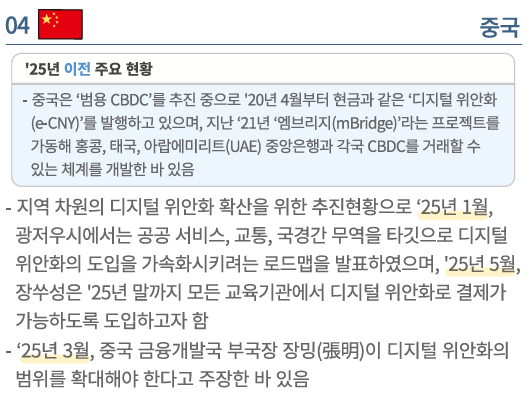 04 중국
'25년 이전 주요 현황
- 중국은 ‘범용 CBDC’를 추진 중으로 '20년 4월부터 현금과 같은 ‘디지털 위안화
(e-CNY)’를 발행하고 있으며, 지난 ‘21년 ‘엠브리지(mBridge)’라는 프로젝트를
가동해 홍콩, 태국, 아랍에미리트(UAE) 중앙은행과 각국 CBDC를 거래할 수
있는 체계를 개발한 바 있음
- 지역 차원의 디지털 위안화 확산을 위한 추진현황으로 ‘25년 1월,
광저우시에서는 공공 서비스, 교통, 국경간 무역을 타깃으로 디지털
위안화의 도입을 가속화시키려는 로드맵을 발표하였으며, '25년 5월,
장쑤성은 '25년 말까지 모든 교육기관에서 디지털 위안화로 결제가
가능하도록 도입하고자 함
- ‘25년 3월, 중국 금융개발국 부국장 장밍(張明)이 디지털 위안화의
범위를 확대해야 한다고 주장한 바 있음